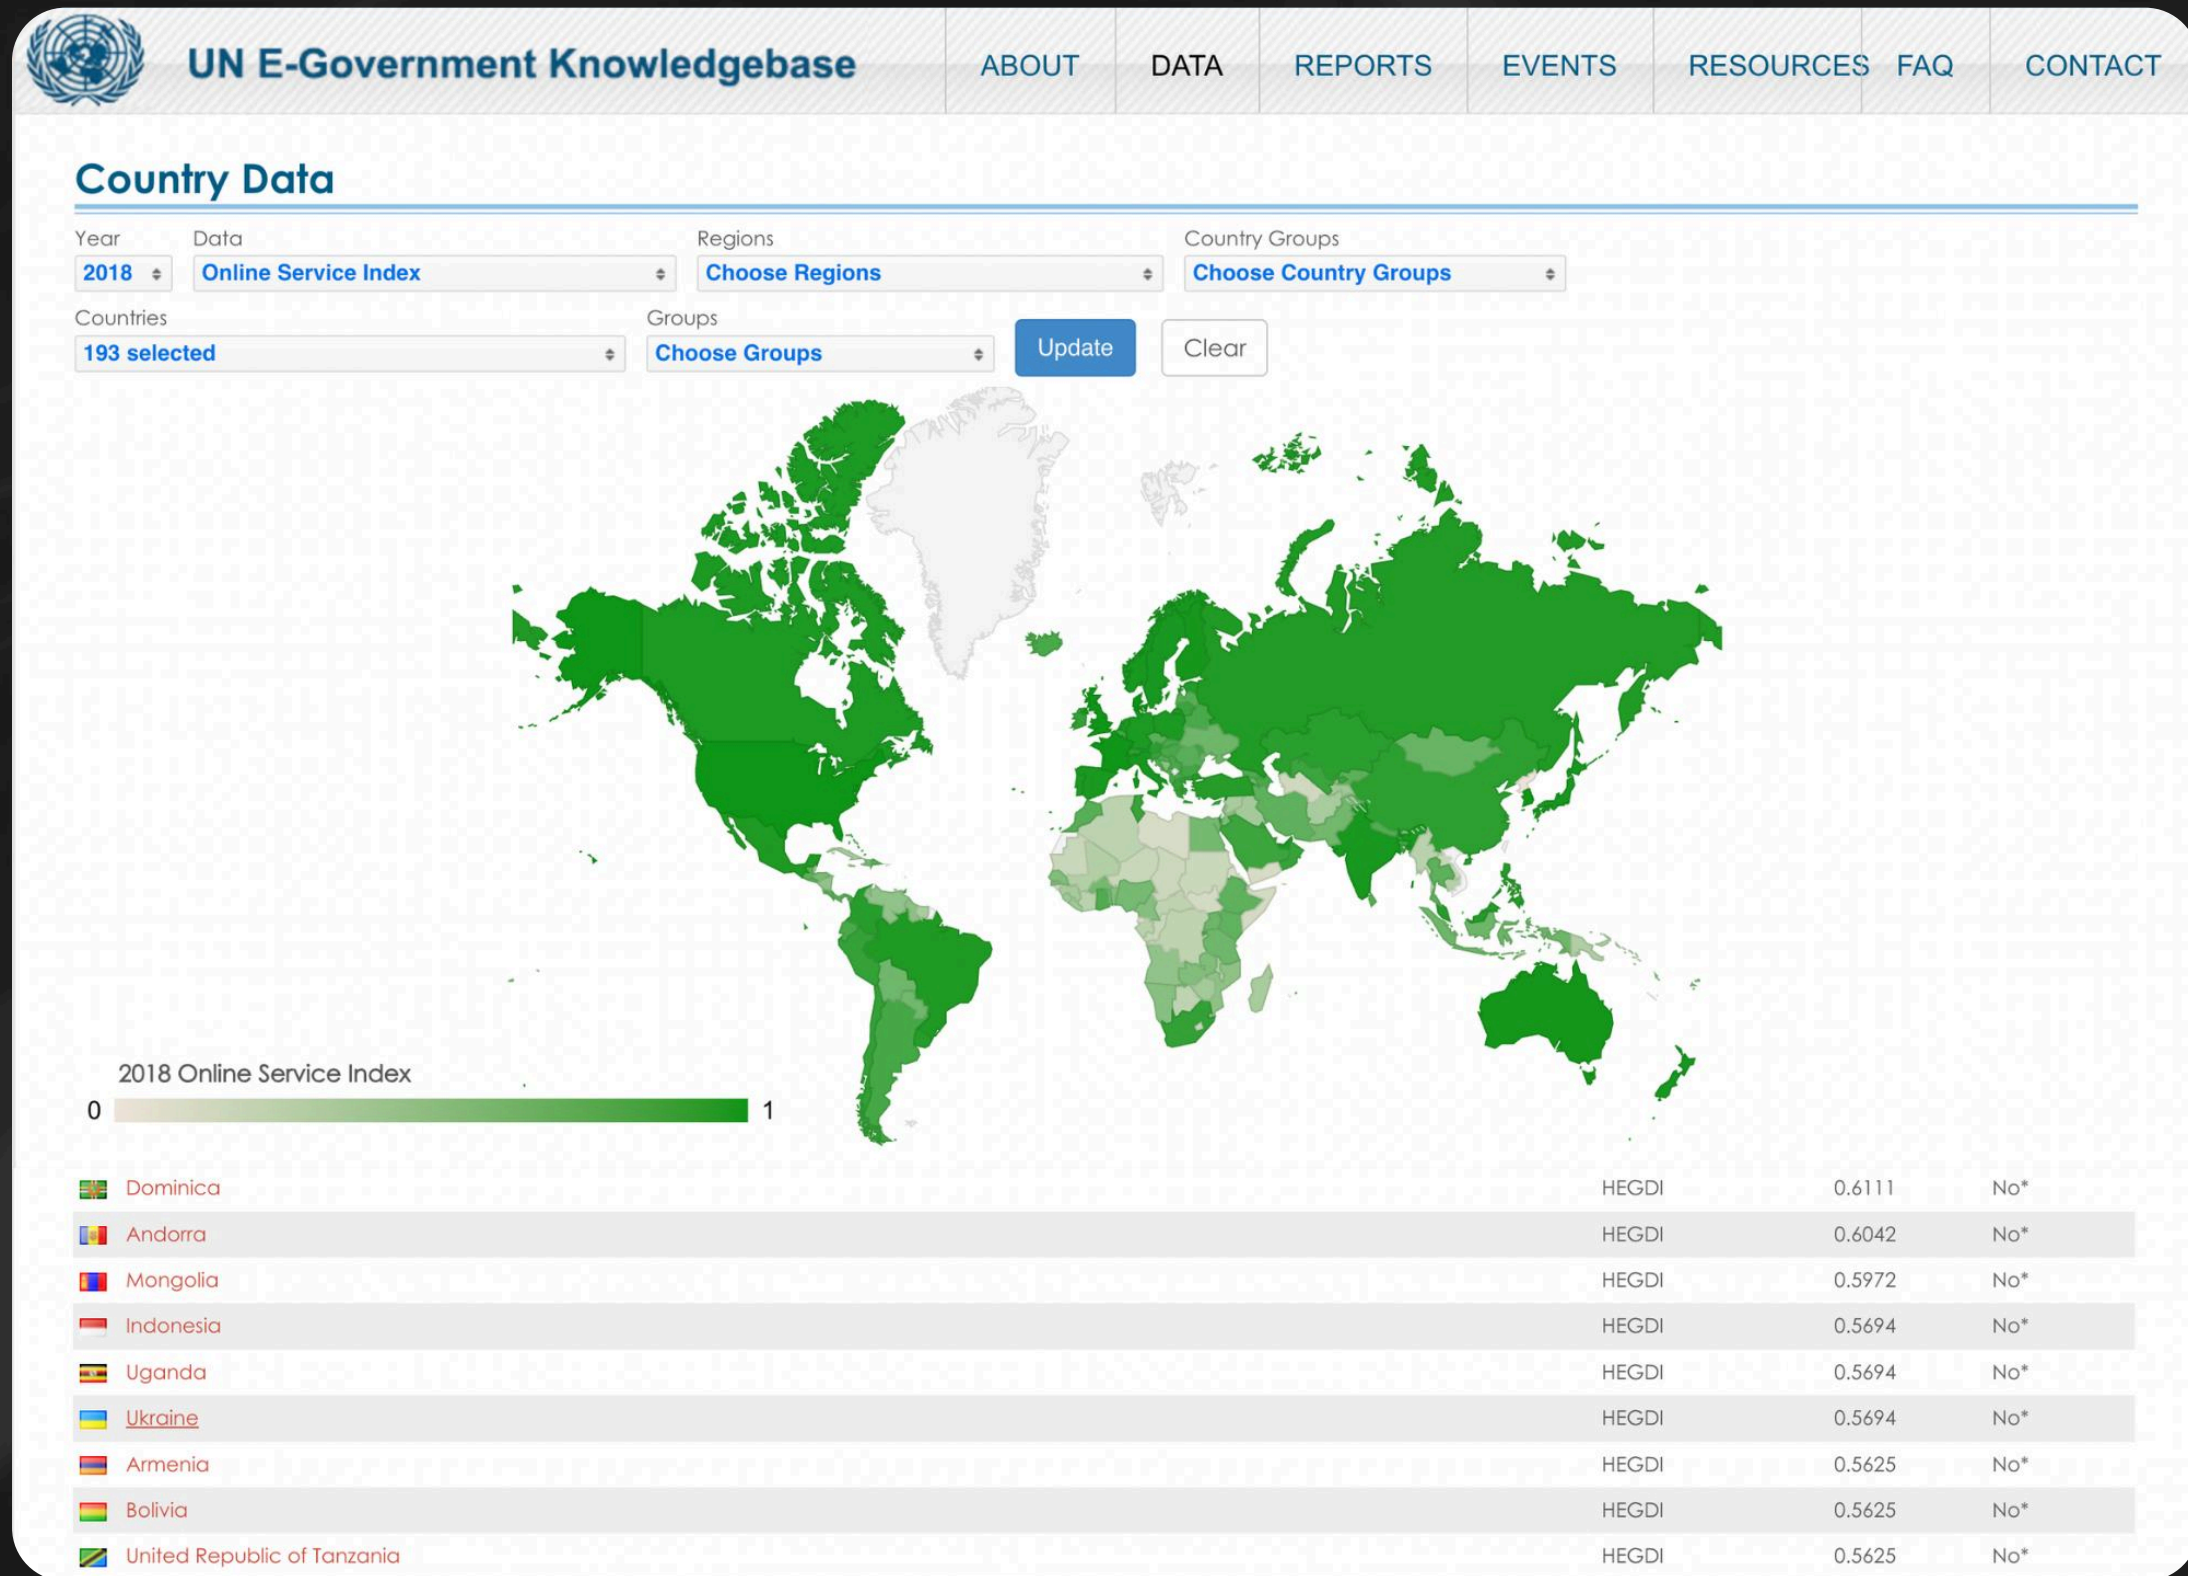 UN E-Government Knowledgebase ABOUT DATA REPORTS EVENTS RESOURCES FAQ CONTACT
Country Data
Year Data Regions Country Groups
2018 Online Service Index Choose Regions Choose Country Groups
Countries Groups
193 selected Choose Groups Update Clear
2018 Online Service Index
0 1
Dominica HEGDI 0.6111 No*
Andorra HEGDI 0.6042 No*
Mongolia HEGDI 0.5972 No*
Indonesia HEGDI 0.5694 No*
Uganda HEGDI 0.5694 No*
Ukraine HEGDI 0.5694 No*
Armenia HEGDI 0.5625 No*
Bolivia HEGDI 0.5625 No*
United Republic of Tanzania HEGDI 0.5625 No*